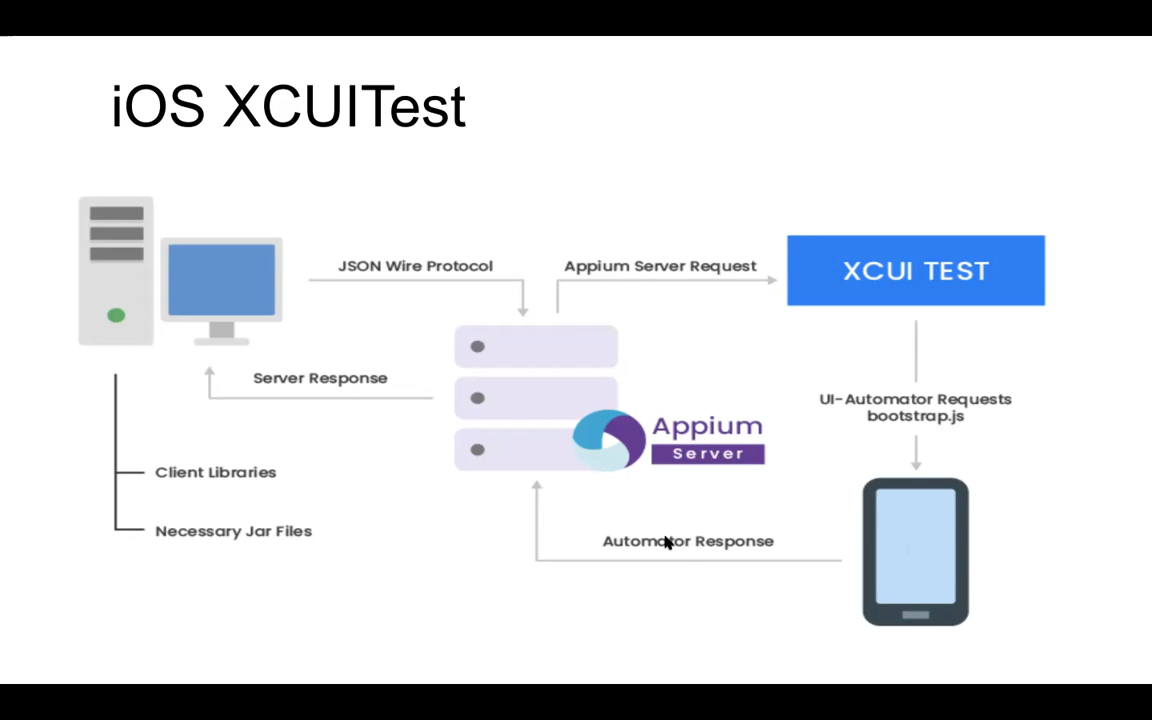 iOS XCUITest
JSON Wire Protocol
Appium Server Request
XCUI TEST
Server Response
UI-Automator Requests
bootstrap.js
Appium
Server
Client Libraries
Necessary Jar Files
Automator Response